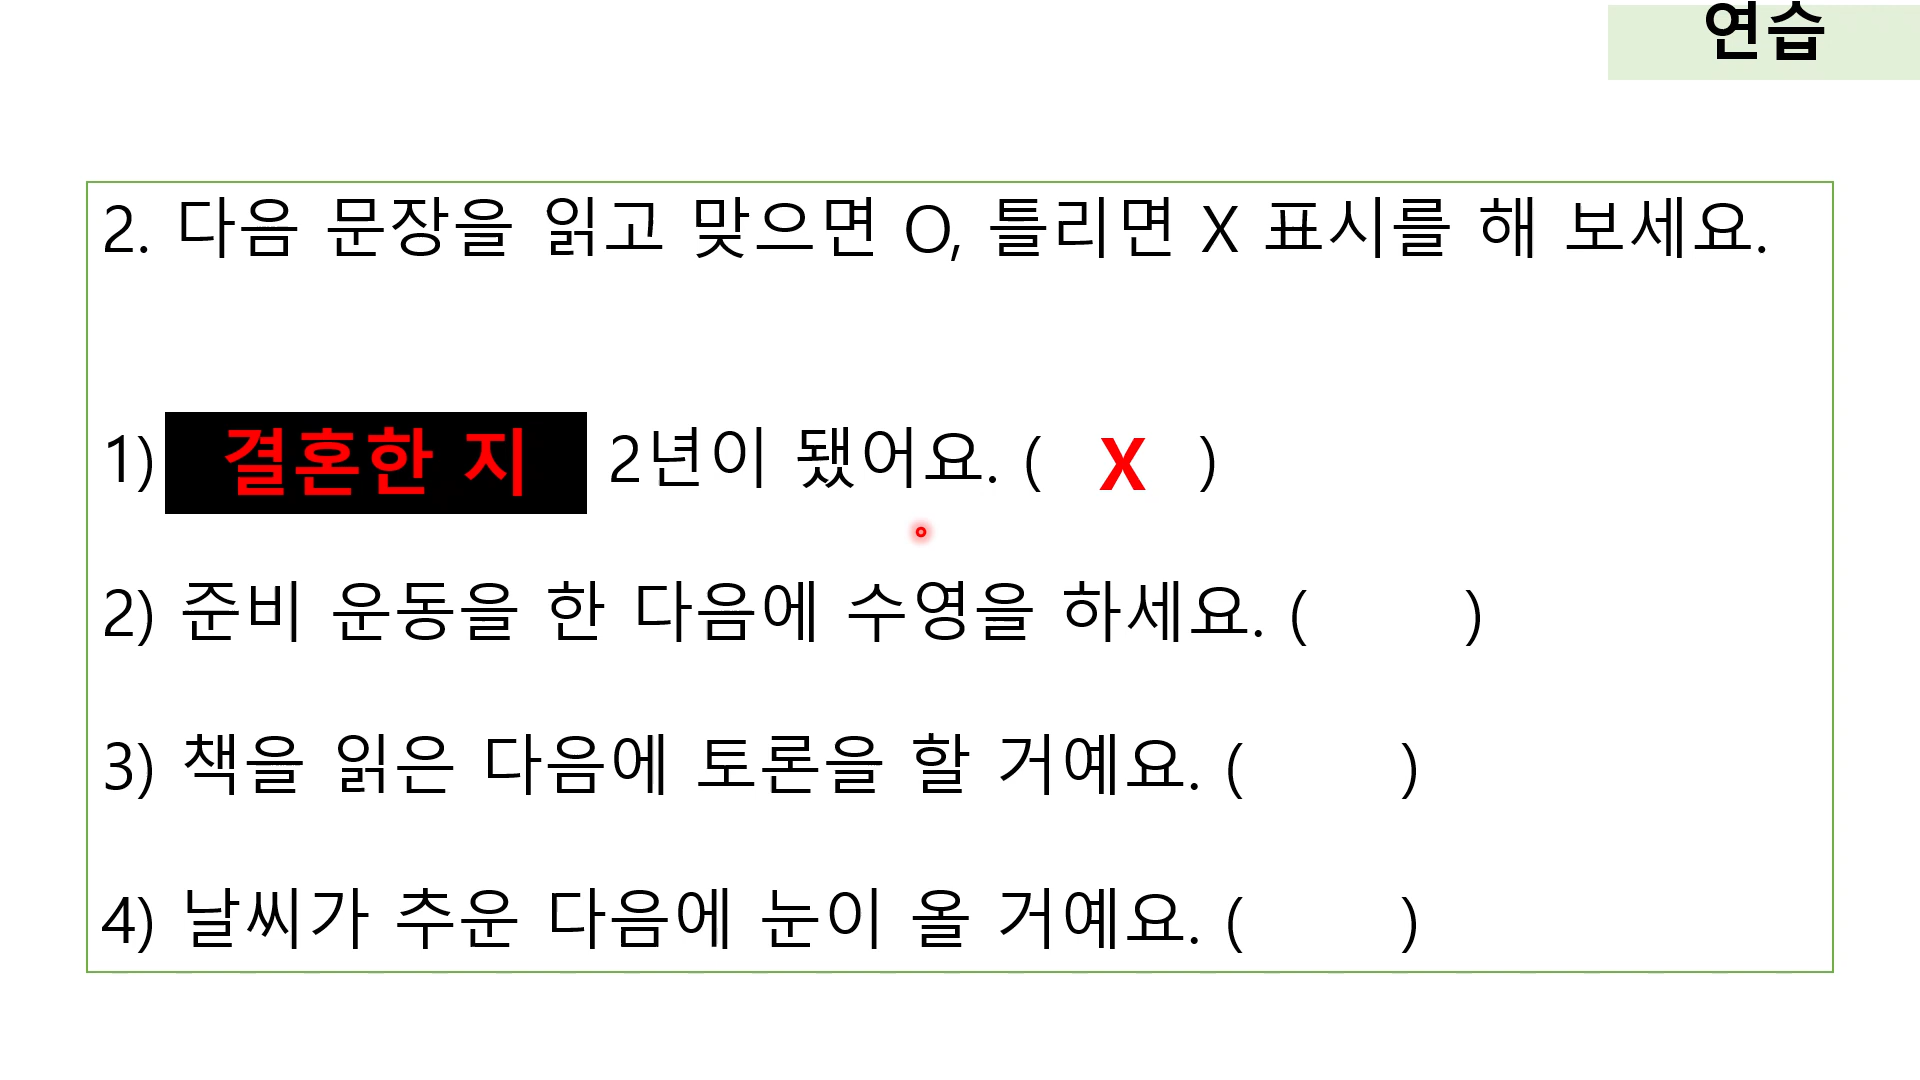 연습
2. 다음 문장을 읽고 맞으면 O, 틀리면 X 표시를 해 보세요.
1) 결혼한 지 2년이 됐어요. ( X )
2) 준비 운동을 한 다음에 수영을 하세요. ( )
3) 책을 읽은 다음에 토론을 할 거예요. ( )
4) 날씨가 추운 다음에 눈이 올 거예요. ( )